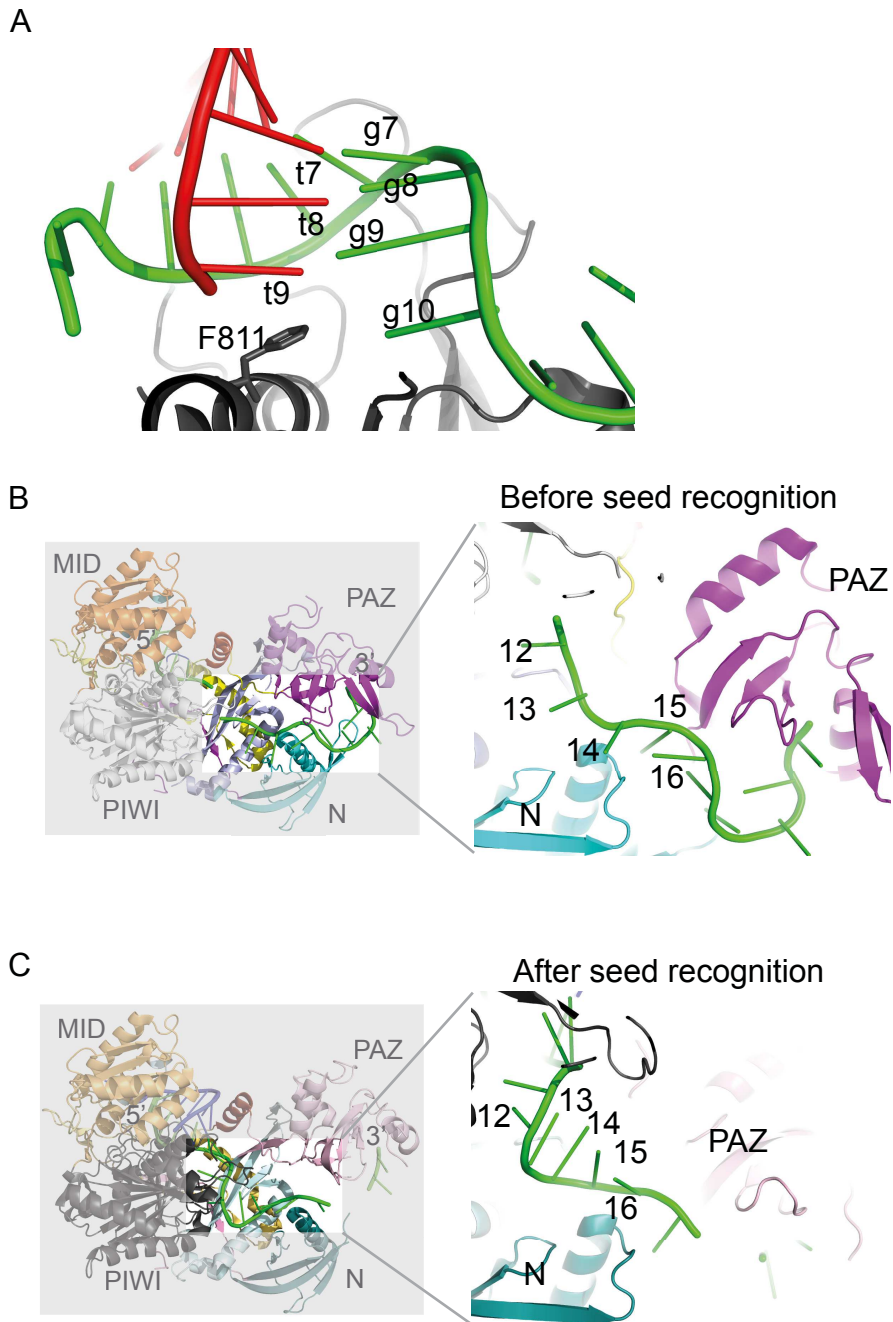 A
g7
t7
g8
t8
g9
t9
g10
F811
B
Before seed recognition
MID
PAZ
5'
3'
PIWI
N
PAZ
12
13
15
14
16
N
C
After seed recognition
MID
PAZ
5'
3'
PIWI
N
12
13
14
15
PAZ
16
N